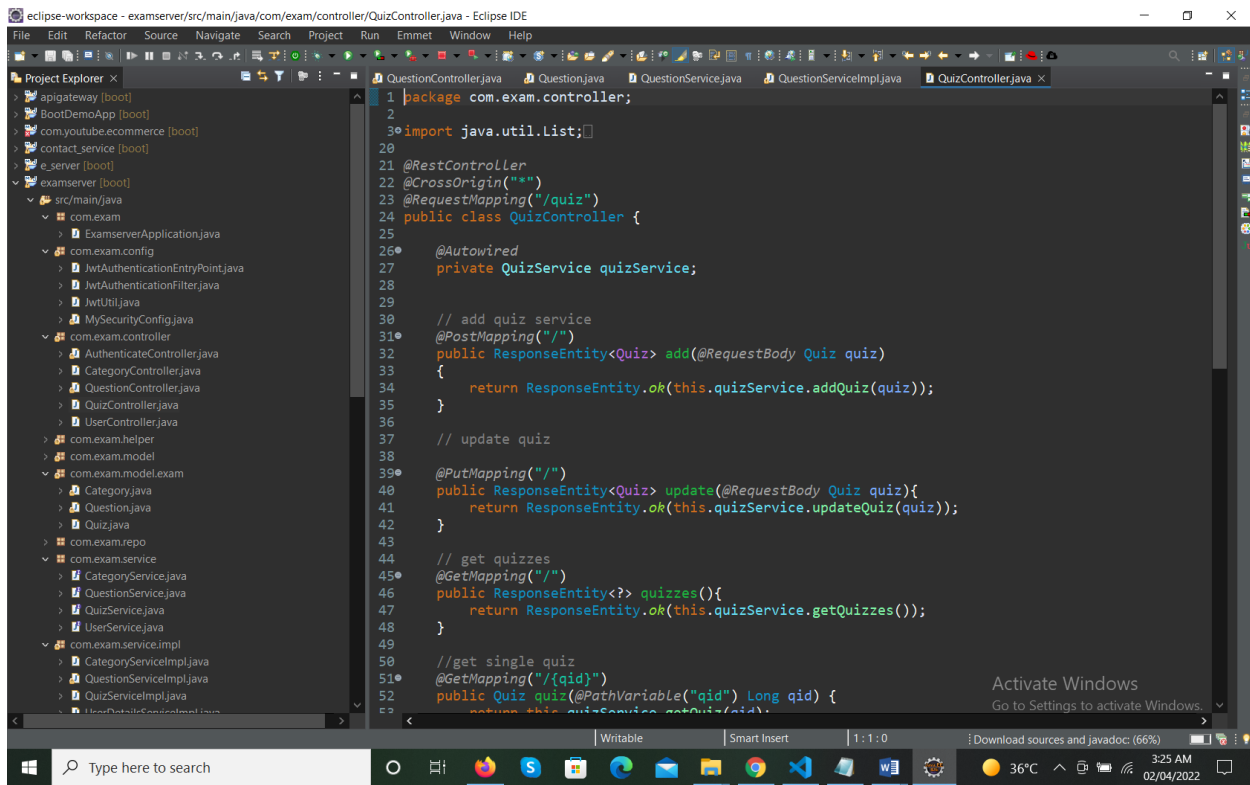 eclipse-workspace - examserver/src/main/java/com/exam/controller/QuizController.java - Eclipse IDE
File Edit Refactor Source Navigate Search Project Run Emmet Window Help
Project Explorer
QuestionController.java Question.java QuestionService.java QuestionServiceImpl.java QuizController.java
apigateway [boot]
BootDemoApp [boot]
com.youtube.ecommerce [boot]
contact_service [boot]
e_server [boot]
examserver [boot]
src/main/java
com.exam
ExamserverApplication.java
com.exam.config
JwtAuthenticationEntryPoint.java
JwtAuthenticationFilter.java
JwtUtil.java
MySecurityConfig.java
com.exam.controller
AuthenticateController.java
CategoryController.java
QuestionController.java
QuizController.java
UserController.java
com.exam.helper
com.exam.model
com.exam.model.exam
Category.java
Question.java
Quiz.java
com.exam.repo
com.exam.service
CategoryService.java
QuestionService.java
QuizService.java
UserService.java
com.exam.service.impl
CategoryServiceImpl.java
QuestionServiceImpl.java
QuizServiceImpl.java
UserDetailsServiceImpl.java
1 package com.exam.controller;
2
3 import java.util.List;
20
21 @RestController
22 @CrossOrigin("*")
23 @RequestMapping("/quiz")
24 public class QuizController {
25
26 @Autowired
27 private QuizService quizService;
28
29
30 // add quiz service
31 @PostMapping("/")
32 public ResponseEntity<Quiz> add(@RequestBody Quiz quiz)
33 {
34 return ResponseEntity.ok(this.quizService.addQuiz(quiz));
35 }
36
37 // update quiz
38
39 @PutMapping("/")
40 public ResponseEntity<Quiz> update(@RequestBody Quiz quiz){
41 return ResponseEntity.ok(this.quizService.updateQuiz(quiz));
42 }
43
44 // get quizzes
45 @GetMapping("/")
46 public ResponseEntity<?> quizzes(){
47 return ResponseEntity.ok(this.quizService.getQuizzes());
48 }
49
50 //get single quiz
51 @GetMapping("/{qid}")
52 public Quiz quiz(@PathVariable("qid") Long qid) {
53 return this.quizService.getQuiz(qid);
Activate Windows
Go to Settings to activate Windows.
Writable Smart Insert 1 : 1 : 0 Download sources and javadoc: (66%)
Type here to search
36°C
3:25 AM
02/04/2022